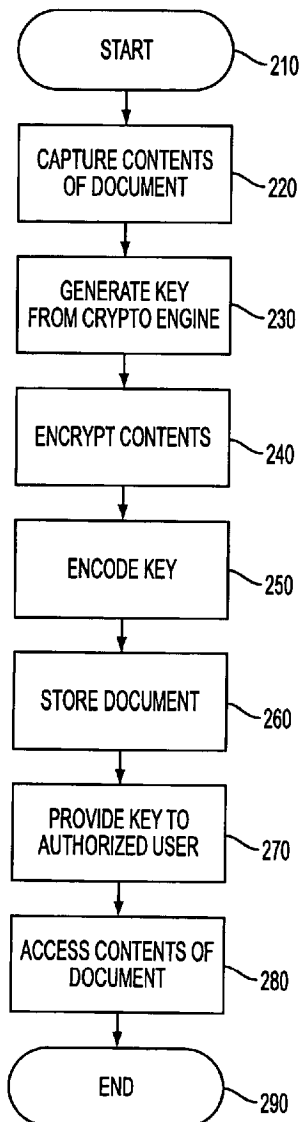 START
210
CAPTURE CONTENTS
OF DOCUMENT
220
GENERATE KEY
FROM CRYPTO ENGINE
230
ENCRYPT CONTENTS
240
ENCODE KEY
250
STORE DOCUMENT
260
PROVIDE KEY TO
AUTHORIZED USER
270
ACCESS CONTENTS OF
DOCUMENT
280
END
290